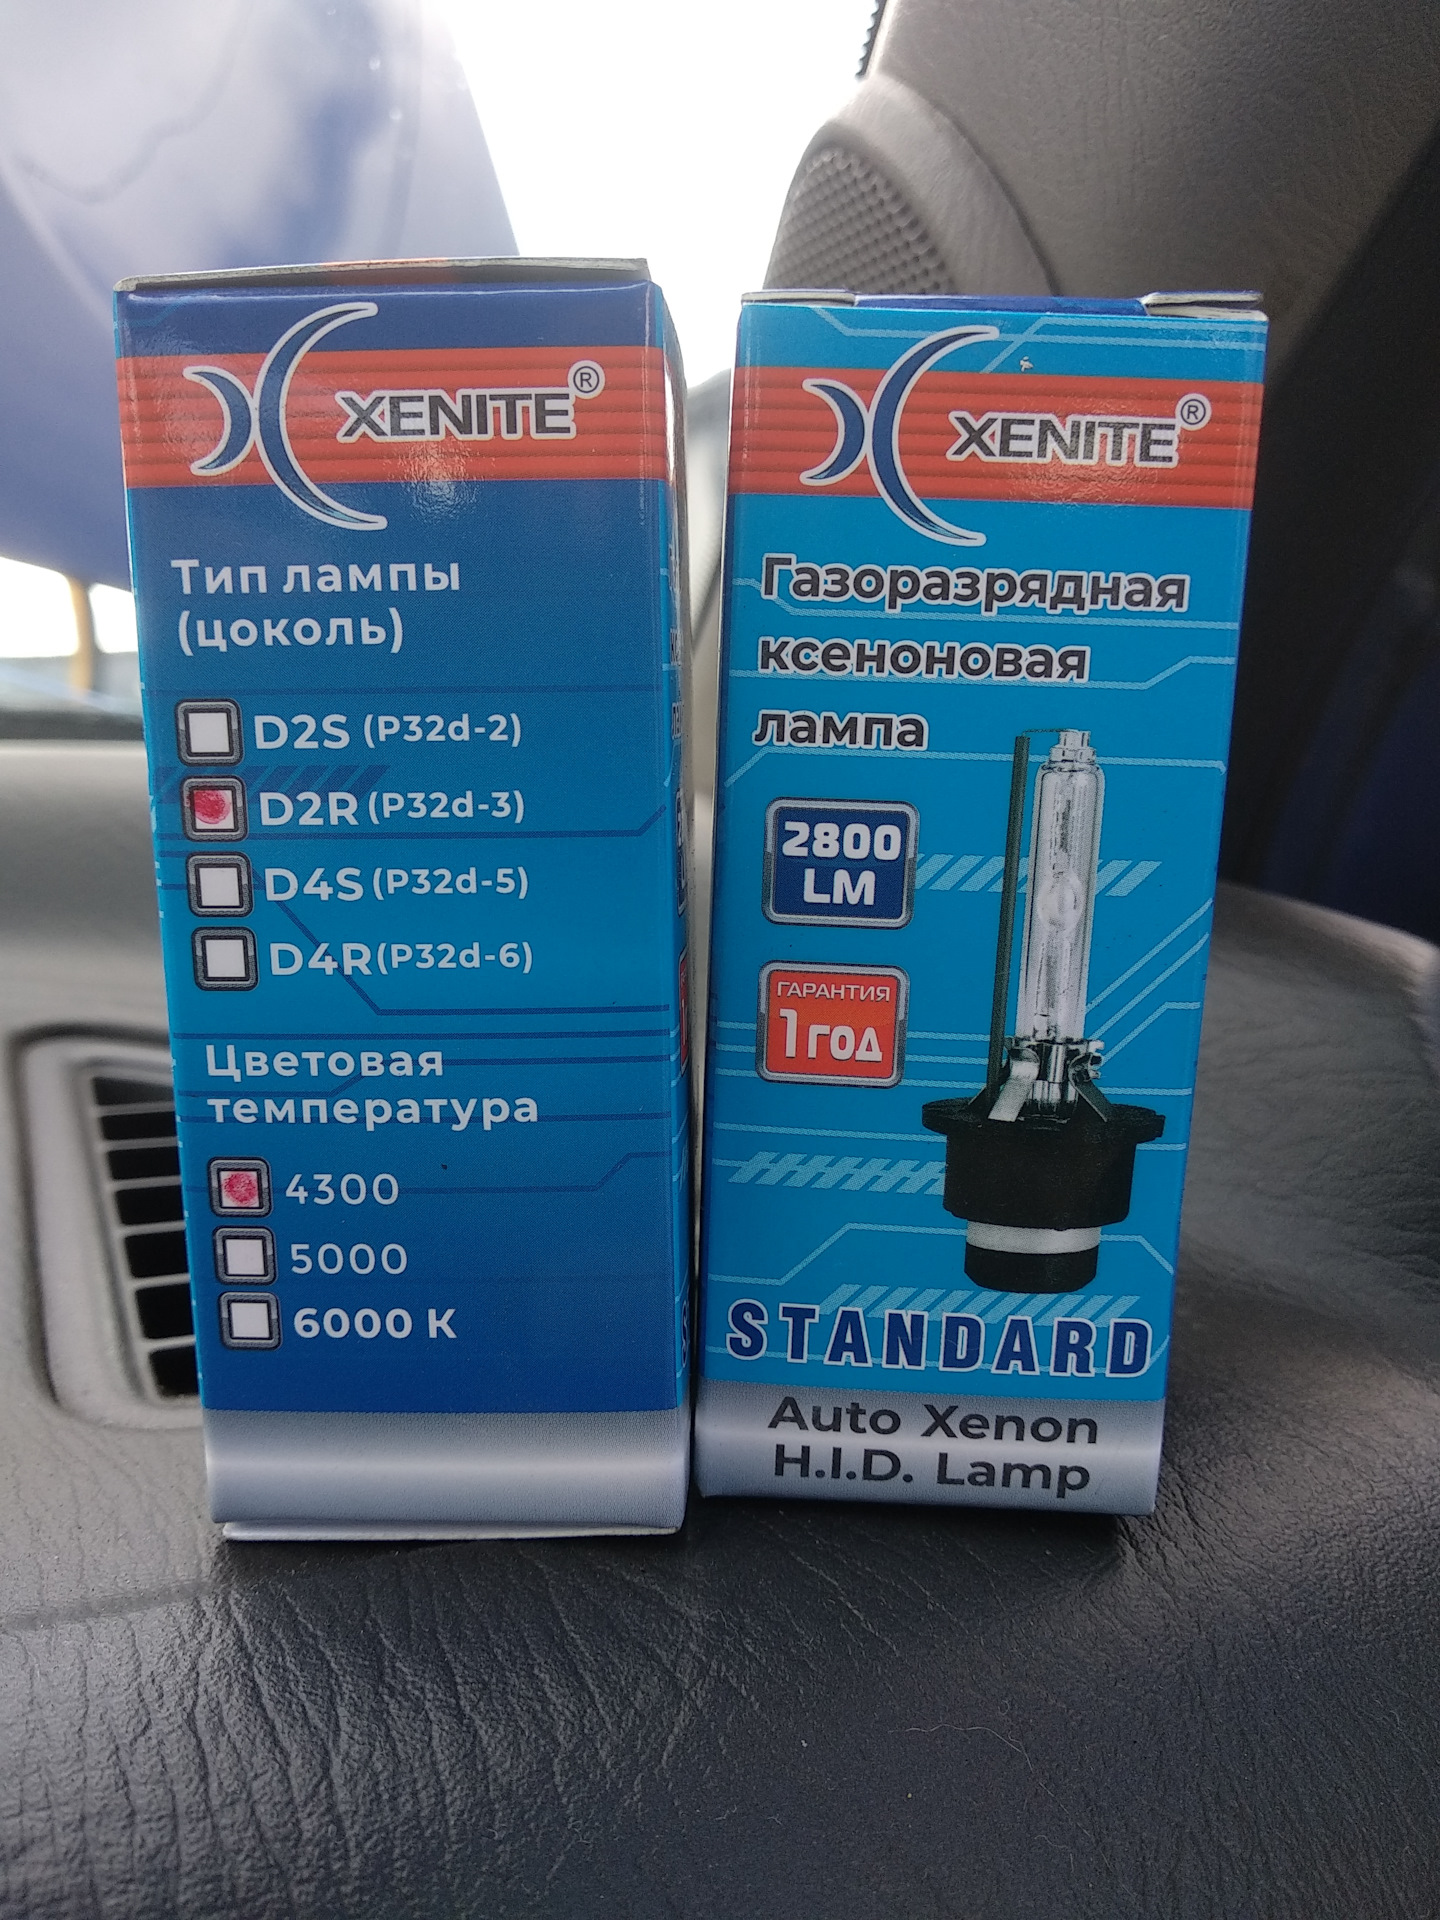 XENITE®
Тип лампы
(цоколь)
D2S (P32d-2)
D2R (P32d-3)
D4S (P32d-5)
D4R (P32d-6)
Цветовая
температура
4300
5000
6000 К
XENITE®
Газоразрядная
ксеноновая
лампа
2800
LM
ГАРАНТИЯ
1 год
STANDARD
Auto Xenon
H.I.D. Lamp